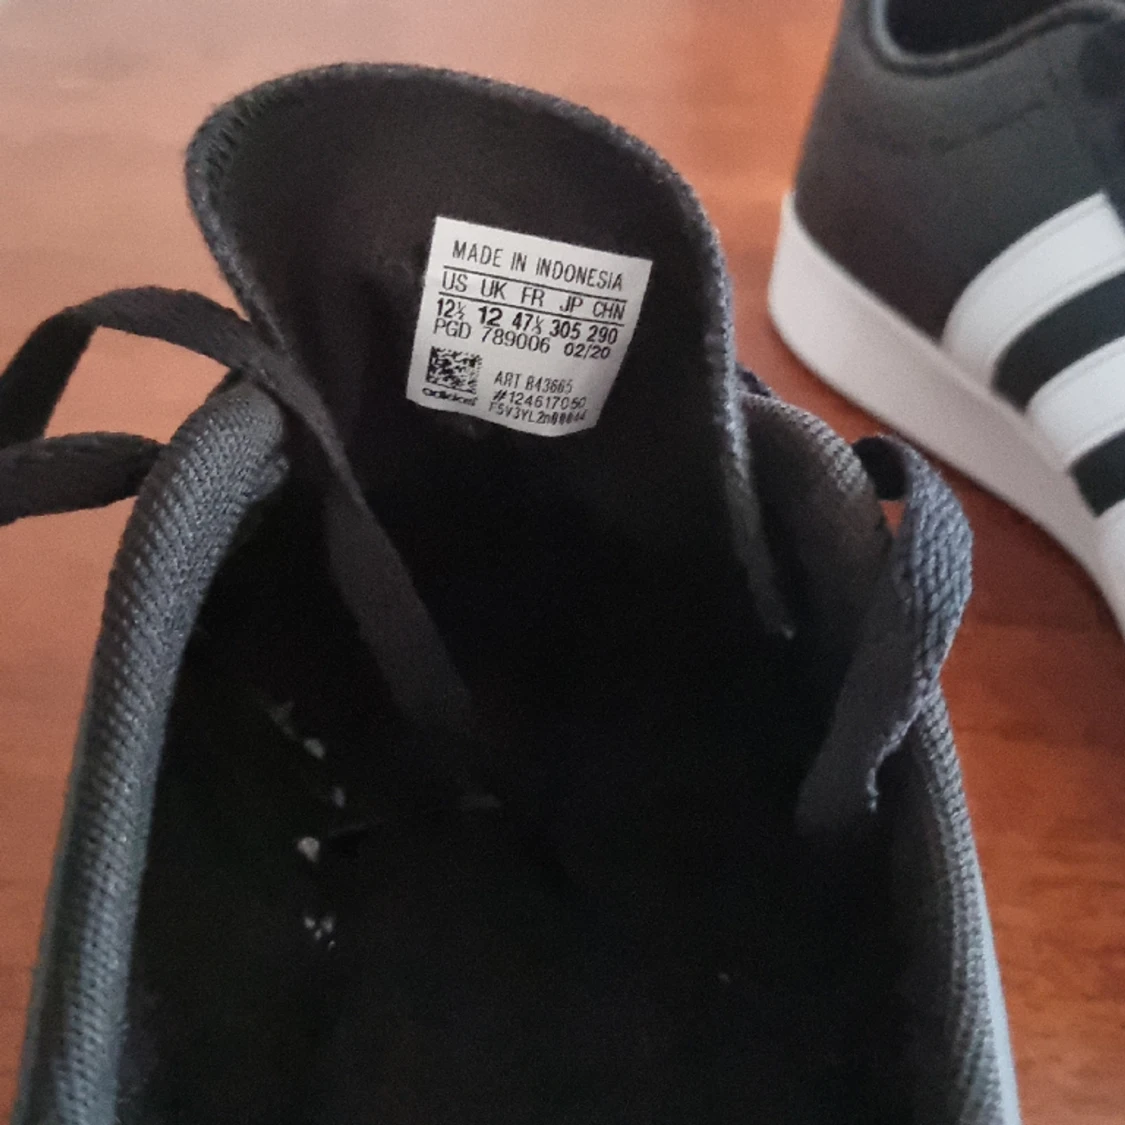 MADE IN INDONESIA
US UK FR JP CHN
12½ 12 47⅓ 305 290
PGD 789006 02/20
ART B43665
#124617050
adidas